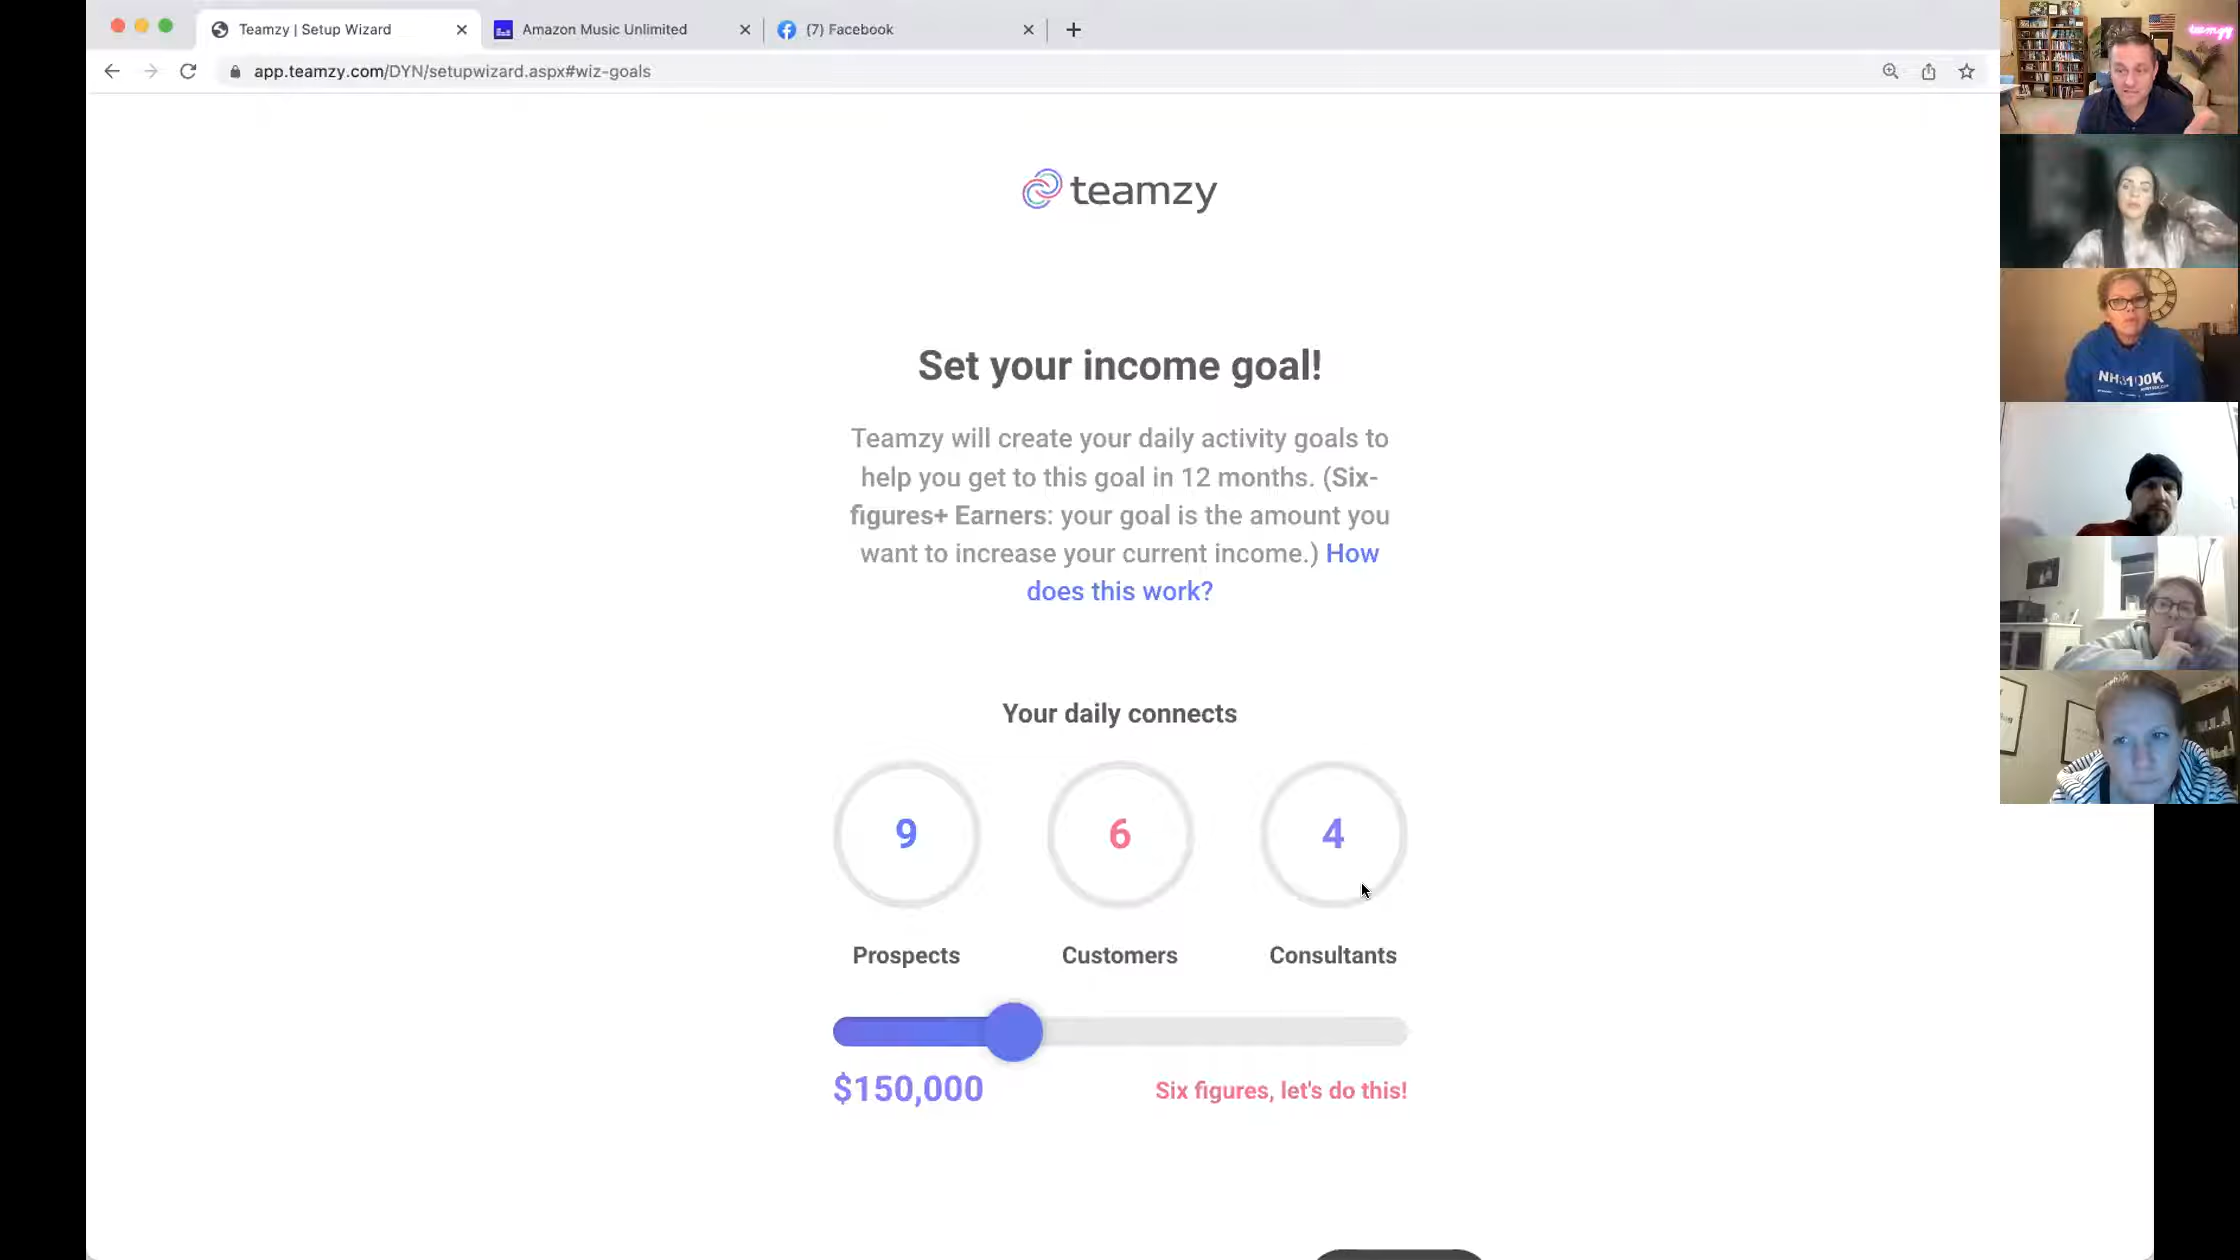 Teamzy | Setup Wizard
Amazon Music Unlimited
(7) Facebook
app.teamzy.com/DYN/setupwizard.aspx#wiz-goals
teamzy
teamzy
Set your income goal!
Teamzy will create your daily activity goals to
help you get to this goal in 12 months. (Six-
figures+ Earners: your goal is the amount you
want to increase your current income.) How
does this work?
Your daily connects
9
6
4
Prospects
Customers
Consultants
$150,000
Six figures, let's do this!